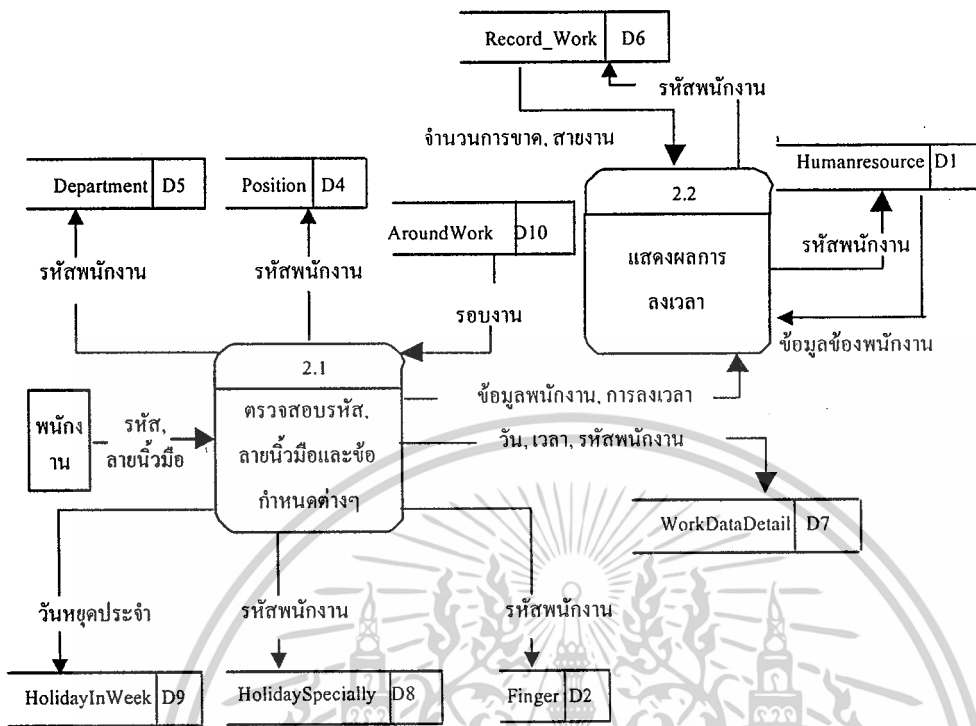 Record_Work D6
รหัสพนักงาน
จำนวนการขาด, สายงาน
Department D5
Position D4
Humanresource D1
2.2
AroundWork D10
แสดงผลการ
ลงเวลา
รหัสพนักงาน
รหัสพนักงาน
รหัสพนักงาน
รอบงาน
ข้อมูลข้องพนักงาน
2.1
ข้อมูลพนักงาน, การลงเวลา
พนักง
าน
รหัส,
ลายนิ้วมือ
ตรวจสอบรหัส,
ลายนิ้วมือและข้อ
กำหนดต่างๆ
วัน, เวลา, รหัสพนักงาน
WorkDataDetail D7
วันหยุดประจำ
รหัสพนักงาน
รหัสพนักงาน
HolidayInWeek D9
HolidaySpecially D8
Finger D2